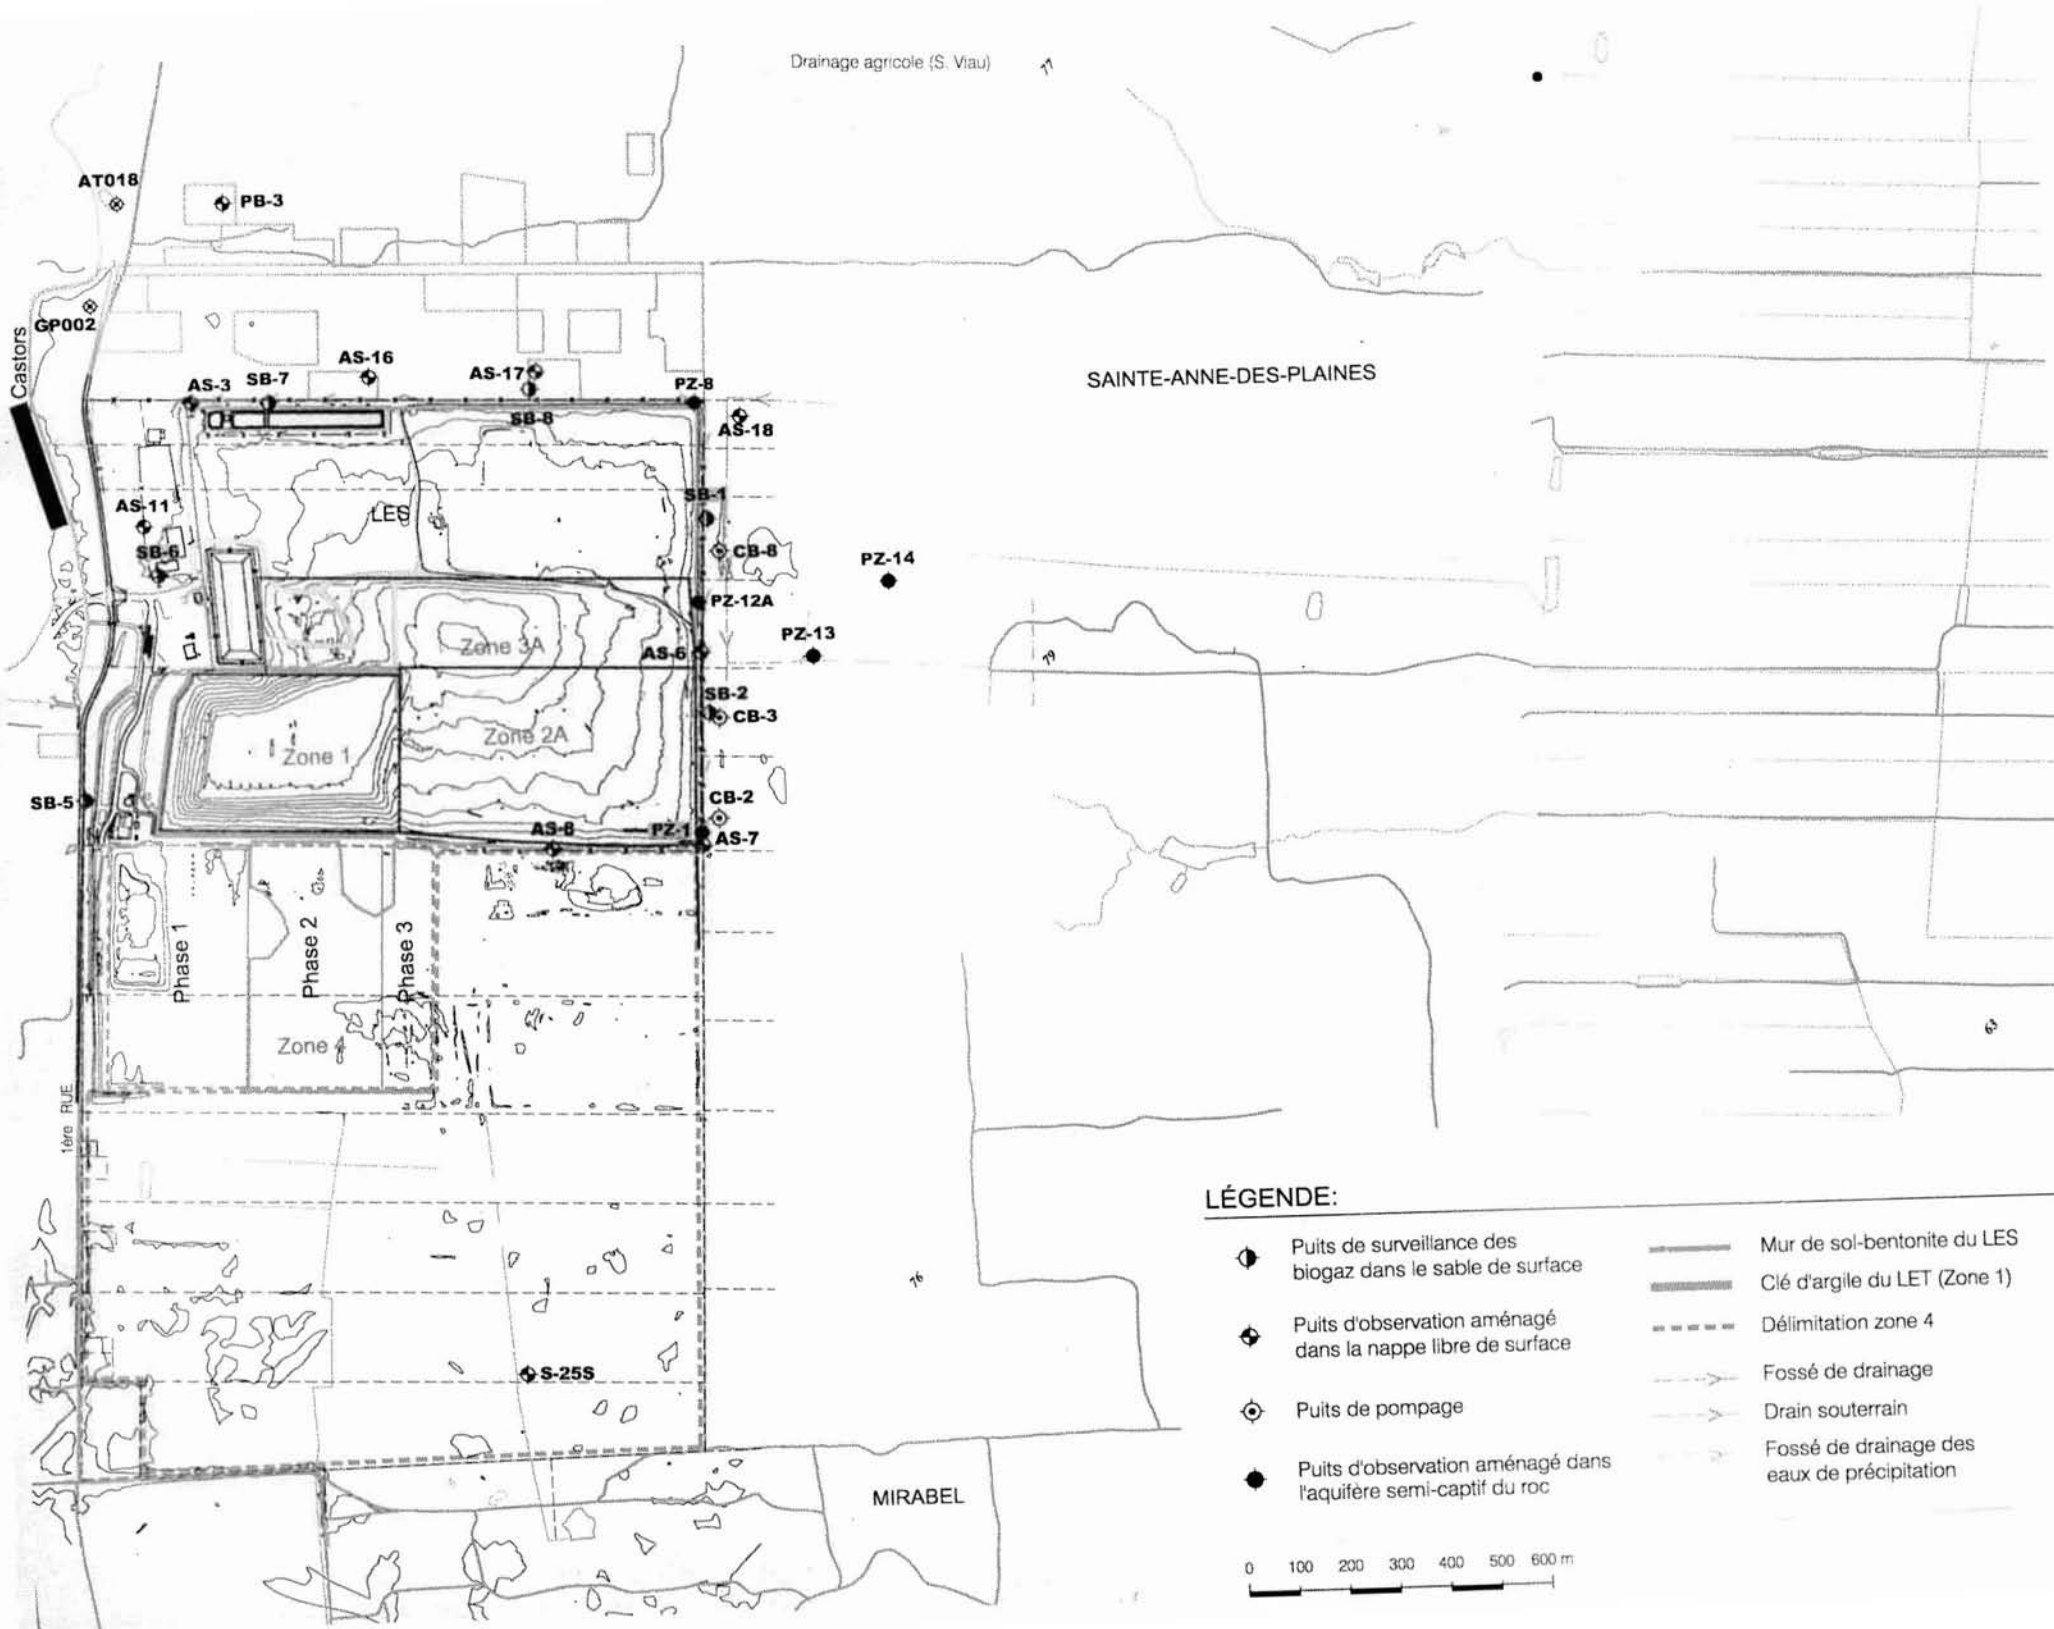 Drainage agricole (S. Viau)
77
AT018
PB-3
GP002
Castors
AS-16
AS-17
AS-3
SB-7
PZ-8
SB-8
AS-18
SAINTE-ANNE-DES-PLAINES
SB-1
AS-11
LES
SB-6
CB-8
PZ-14
PZ-12A
PZ-13
Zone 3A
AS-6
79
SB-2
CB-3
Zone 2A
Zone 1
SB-5
CB-2
AS-8
PZ-1
AS-7
Phase 1
Phase 2
Phase 3
Zone 4
63
1ère RUE
76
S-25S
MIRABEL
LÉGENDE:
Puits de surveillance des
biogaz dans le sable de surface
Puits d'observation aménagé
dans la nappe libre de surface
Puits de pompage
Puits d'observation aménagé dans
l'aquifère semi-captif du roc
Mur de sol-bentonite du LES
Clé d'argile du LET (Zone 1)
Délimitation zone 4
Fossé de drainage
Drain souterrain
Fossé de drainage des
eaux de précipitation
0 100 200 300 400 500 600 m